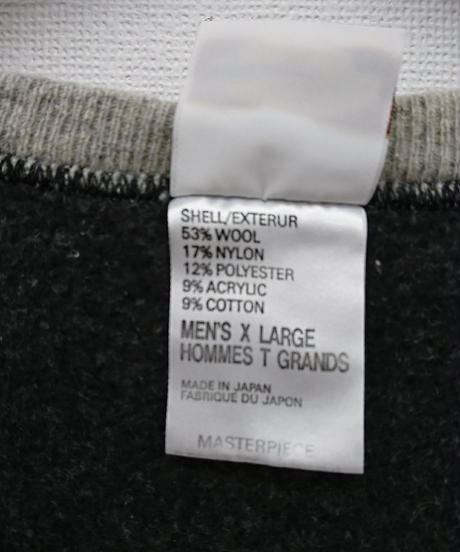 SHELL/EXTERUR
53% WOOL
17% NYLON
12% POLYESTER
9% ACRYLIC
9% COTTON
MEN'S X LARGE
HOMMES T GRANDS
MADE IN JAPAN
FABRIQUE DU JAPON
MASTERPIECE